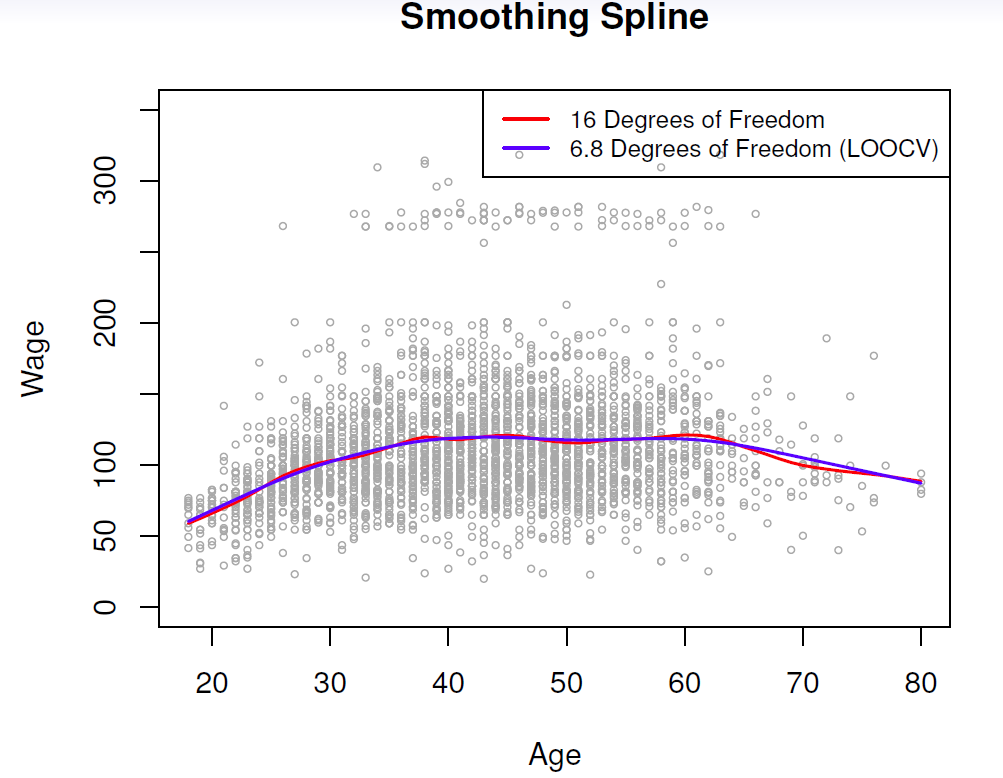 Smoothing Spline
16 Degrees of Freedom
6.8 Degrees of Freedom (LOOCV)
Wage
300
200
100
50
0
20 30 40 50 60 70 80
Age